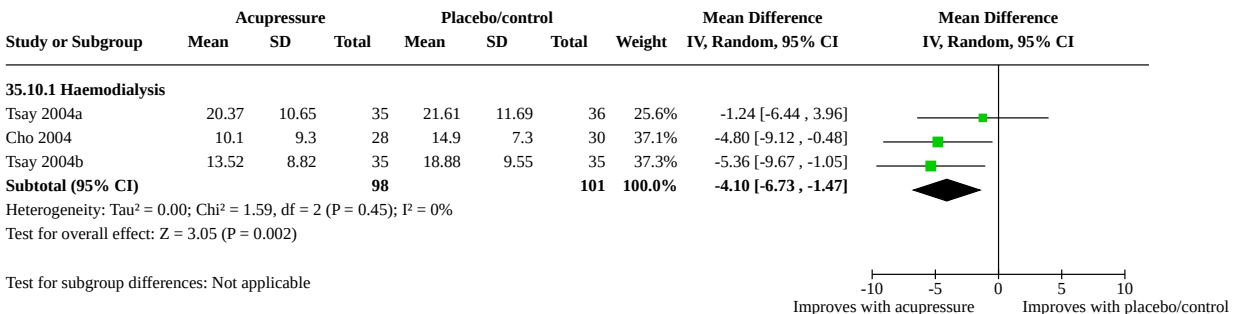 Acupressure Placebo/control Mean Difference Mean Difference
Study or Subgroup Mean SD Total Mean SD Total Weight IV, Random, 95% CI IV, Random, 95% CI
35.10.1 Haemodialysis
Tsay 2004a 20.37 10.65 35 21.61 11.69 36 25.6% -1.24 [-6.44 , 3.96]
Cho 2004 10.1 9.3 28 14.9 7.3 30 37.1% -4.80 [-9.12 , -0.48]
Tsay 2004b 13.52 8.82 35 18.88 9.55 35 37.3% -5.36 [-9.67 , -1.05]
Subtotal (95% CI) 98 101 100.0% -4.10 [-6.73 , -1.47]
Heterogeneity: Tau² = 0.00; Chi² = 1.59, df = 2 (P = 0.45); I² = 0%
Test for overall effect: Z = 3.05 (P = 0.002)
Test for subgroup differences: Not applicable
-10 -5 0 5 10
Improves with acupressure Improves with placebo/control